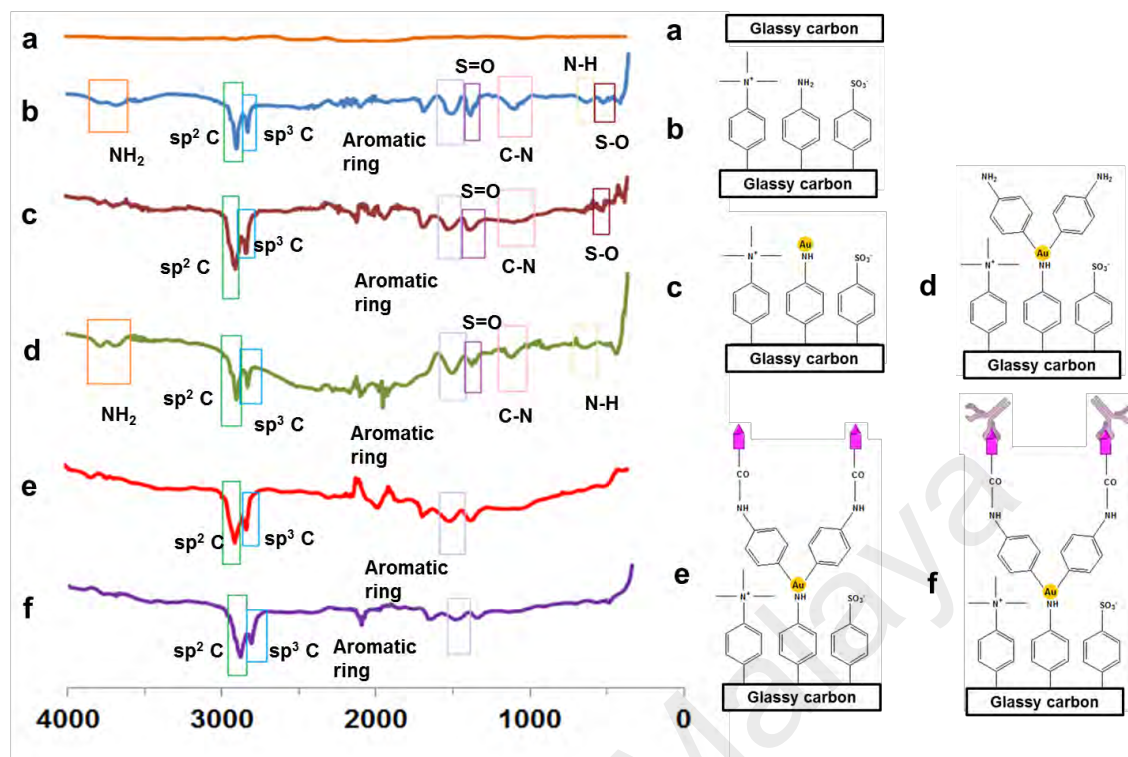 a
b
NH2
sp2 C
sp3 C
Aromatic
ring
S=O
C-N
N-H
S-O
c
sp2 C
sp3 C
Aromatic
ring
S=O
C-N
S-O
d
NH2
sp2 C
sp3 C
Aromatic
ring
S=O
C-N
N-H
e
sp2 C
sp3 C
Aromatic
ring
f
sp2 C
sp3 C
Aromatic
ring
4000 3000 2000 1000 0
a
Glassy carbon
b
N+ NH2 SO3-
Glassy carbon
c
Au
N+ NH SO3-
Glassy carbon
d
NH2 NH2
Au
N+ NH SO3-
Glassy carbon
e
CO CO
NH NH
Au
N+ NH SO3-
Glassy carbon
f
CO CO
NH NH
Au
N+ NH SO3-
Glassy carbon
Malaya